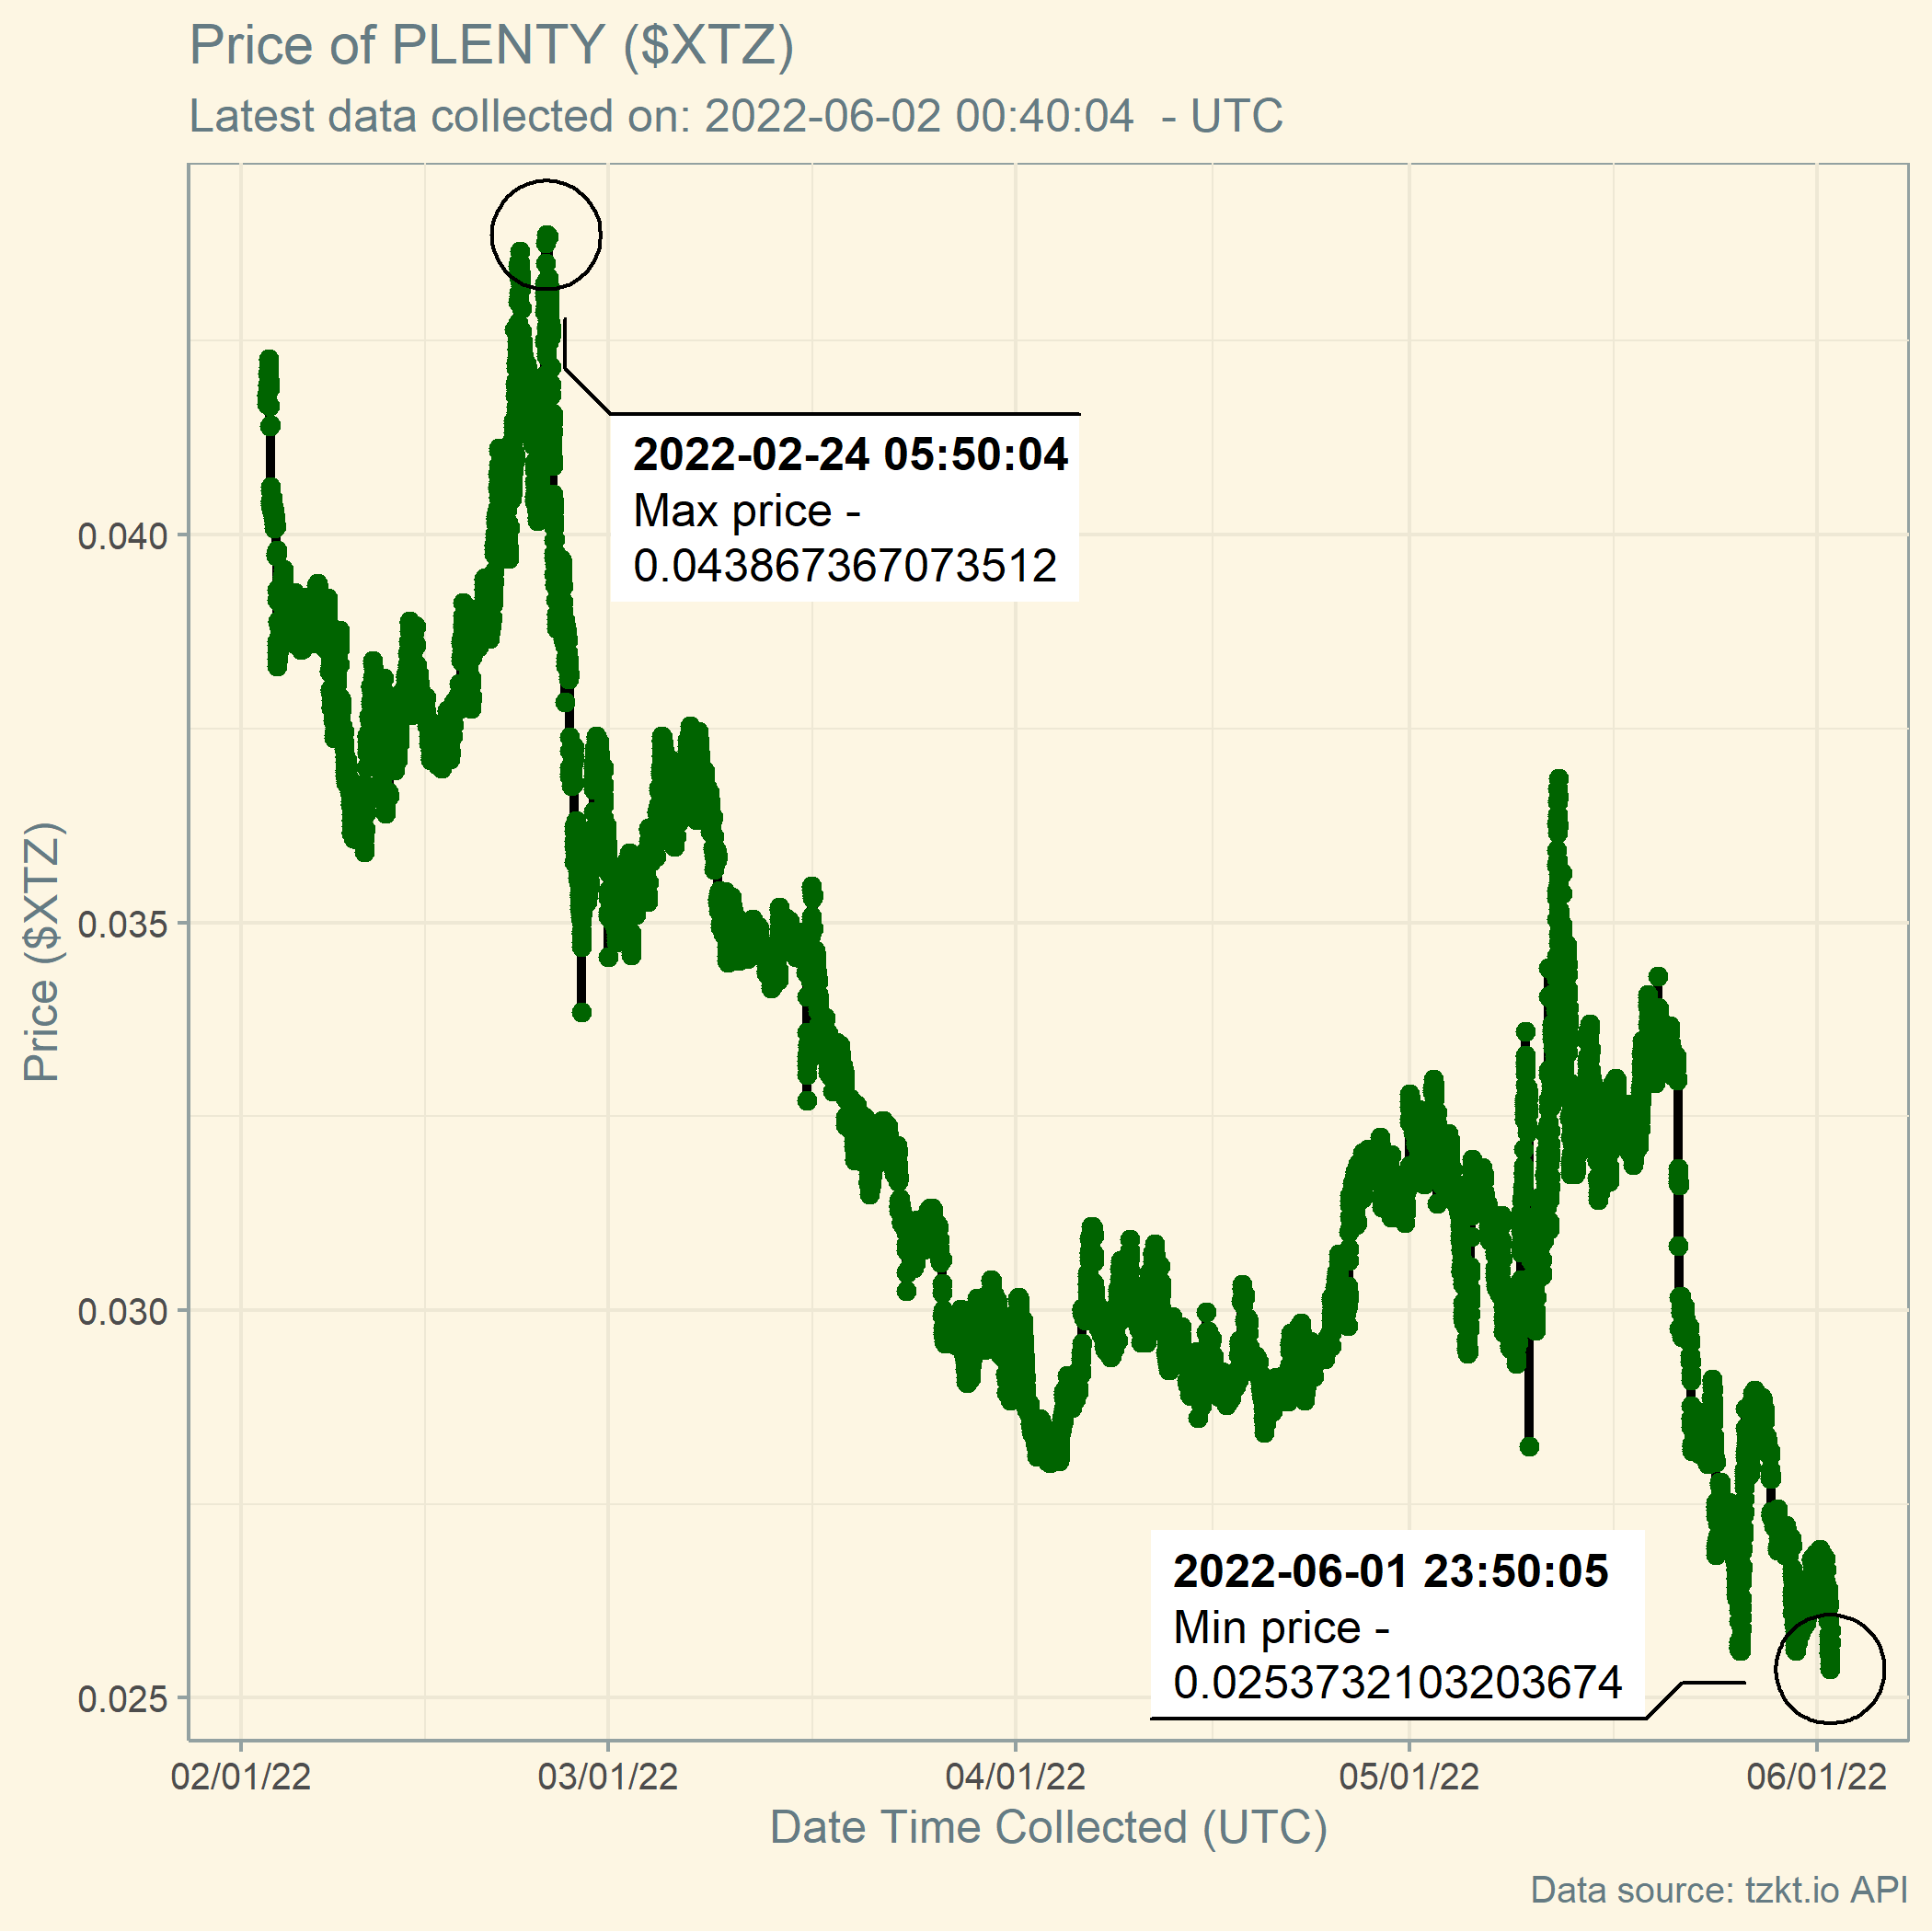 Price of PLENTY ($XTZ)
Latest data collected on: 2022-06-02 00:40:04  - UTC
2022-02-24 05:50:04
Max price -
0.043867367073512
0.040
0.035
0.030
0.025
Price ($XTZ)
2022-06-01 23:50:05
Min price -
0.0253732103203674
02/01/22
03/01/22
04/01/22
05/01/22
06/01/22
Date Time Collected (UTC)
Data source: tzkt.io API